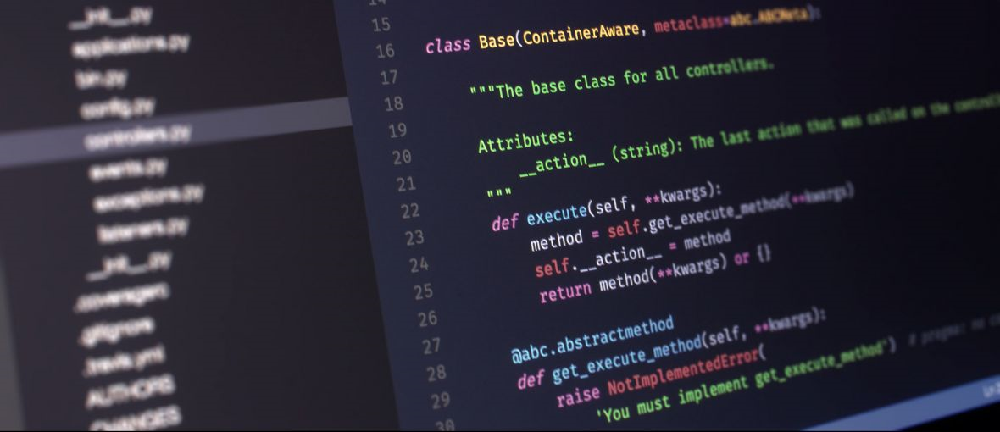 __init__.py
applications.py
bin.py
config.py
controllers.py
events.py
exceptions.py
listeners.py
__init__.py
.coveragerc
.gitignore
.travis.yml
AUTHORS
CHANGES
14
15
16 class Base(ContainerAware, metaclass=abc.ABCMeta):
17
18 """The base class for all controllers.
19
20 Attributes:
21 __action__ (string): The last action that was called on the
22 """
23 def execute(self, **kwargs):
24 method = self.get_execute_method(**kwargs)
25 self.__action__ = method
26 return method(**kwargs) or {}
27
28 @abc.abstractmethod
29 def get_execute_method(self, **kwargs):
30 raise NotImplementedError(
'You must implement get_execute_method') # pragma: no